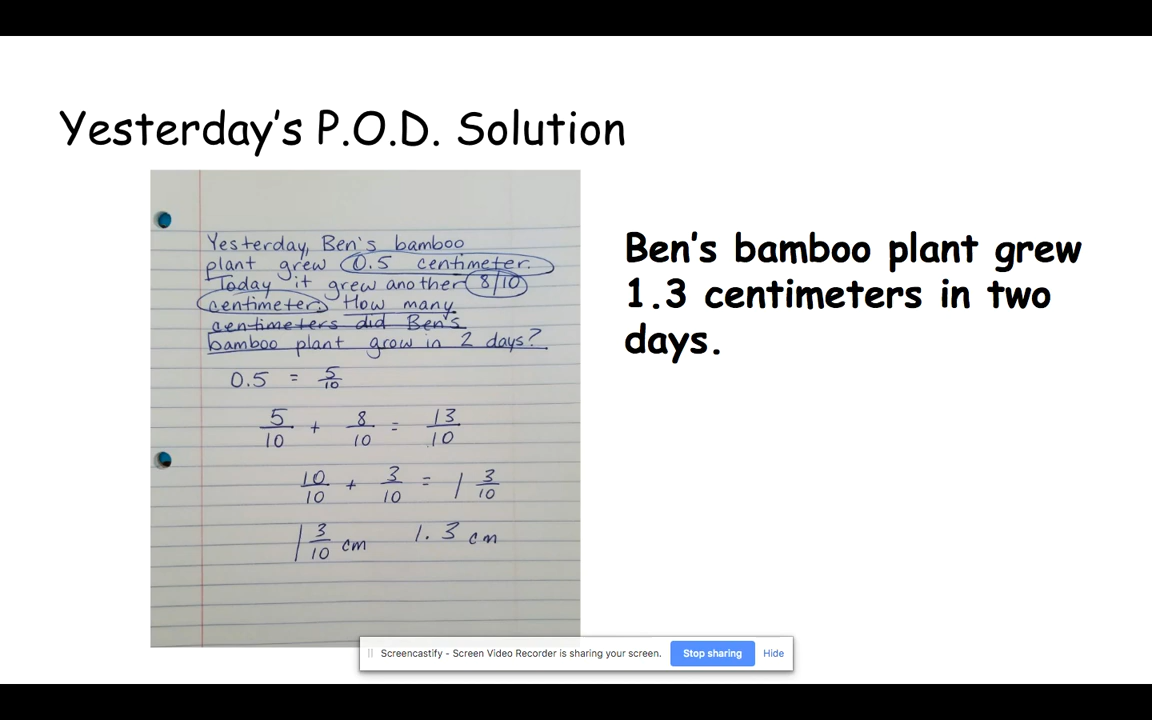 Yesterday's P.O.D. Solution
Yesterday, Ben's bamboo
plant grew 0.5 centimeter.
Today it grew another 8/10
centimeter. How many
centimeters did Ben's
bamboo plant grow in 2 days?
0.5 = 5/10
5/10 + 8/10 = 13/10
10/10 + 3/10 = 1 3/10
1 3/10 cm 1.3 cm
Ben's bamboo plant grew
1.3 centimeters in two
days.
Screencastify - Screen Video Recorder is sharing your screen. Stop sharing Hide